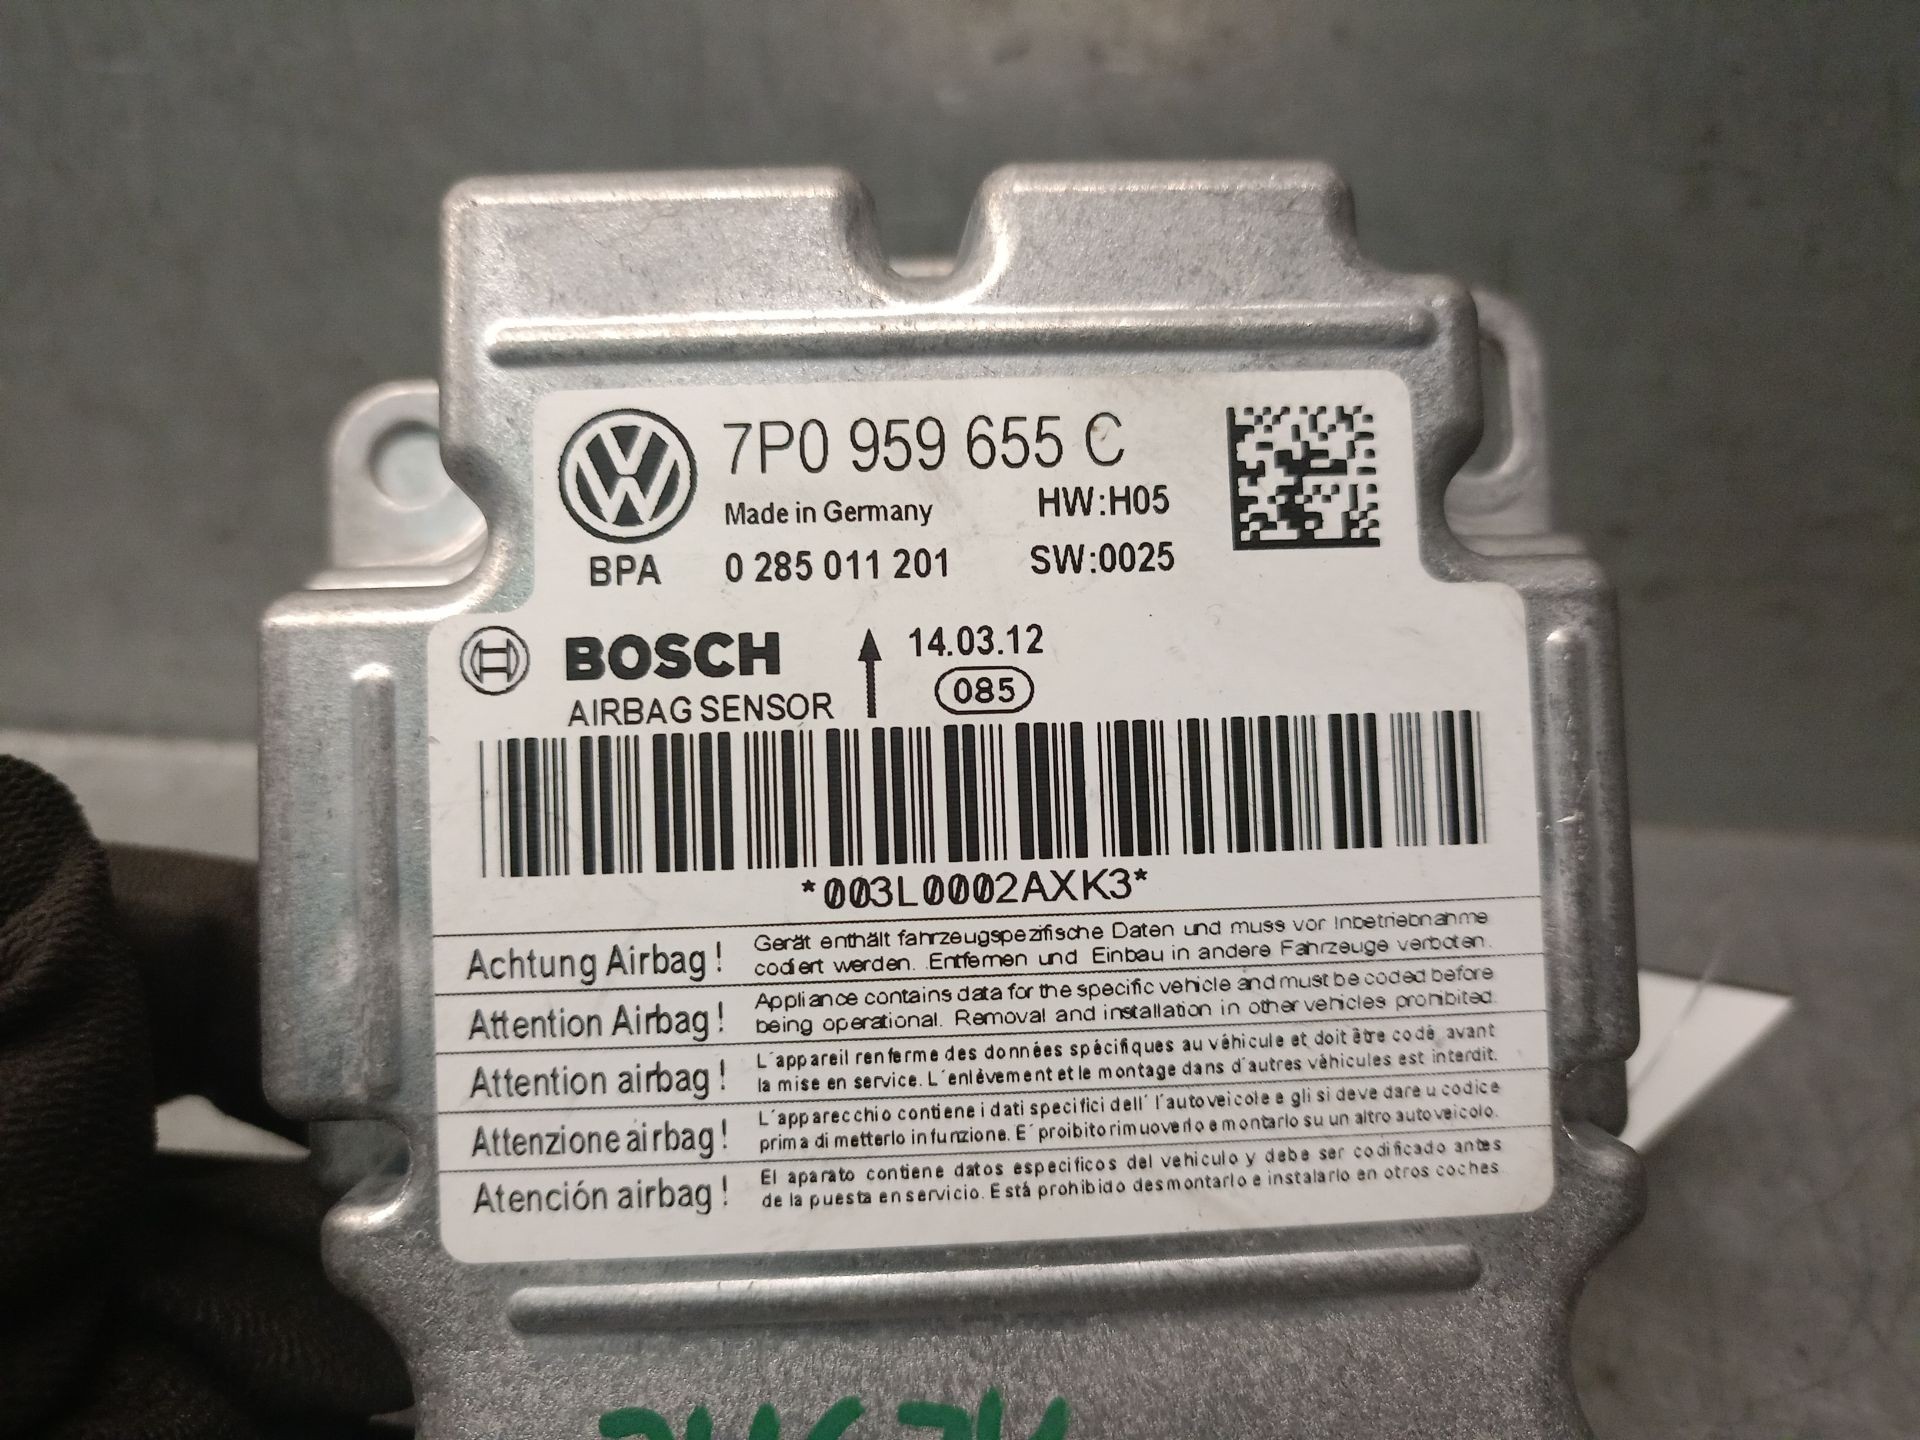 7P0 959 655 C
Made in Germany HW:H05
BPA 0 285 011 201 SW:0025
BOSCH 14.03.12
AIRBAG SENSOR 085
*003L0002AXK3*
Achtung Airbag! Gerät enthält fahrzeugspezifische Daten und muss vor Inbetriebnahme
codiert werden. Entfernen und Einbau in andere Fahrzeuge verboten.
Attention Airbag! Appliance contains data for the specific vehicle and must be coded before
being operational. Removal and installation in other vehicles prohibited.
Attention airbag! L´appareil renferme des données spécifiques au véhicule et doit être codé, avant
la mise en service. L´enlèvement et le montage dans d´autres véhicules est interdit.
Attenzione airbag! L´apparecchio contiene i dati specifici dell´ l´autoveicolo e gli si deve dare u codice
prima di metterlo in funzione. E´ proibito rimuoverlo e montarlo su un altro autoveicolo.
Atención airbag! El aparato contiene datos especificos del vehiculo y debe ser codificado antes
de la puesta en servicio. Está prohibido desmontarlo e instalarlo en otros coches.